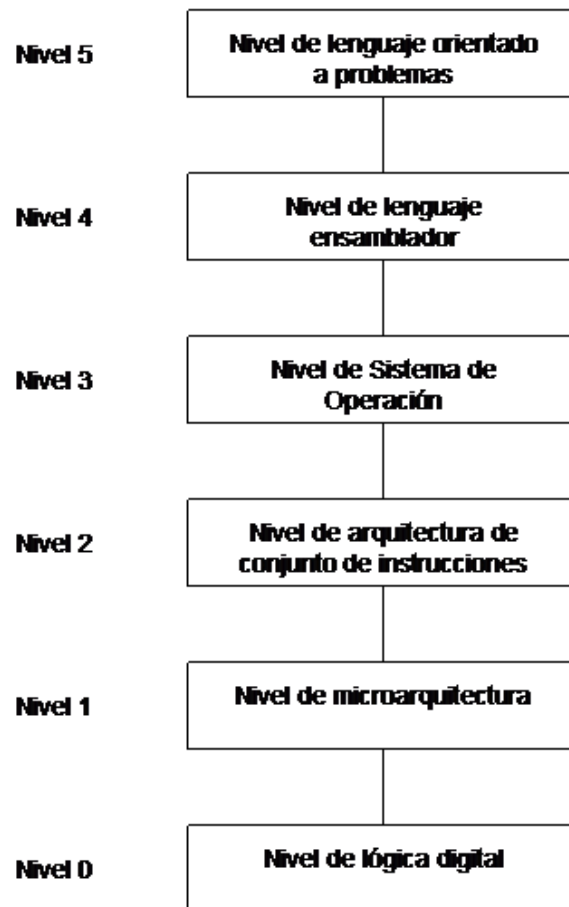 Nivel 5
Nivel de lenguaje orientado
a problemas
Nivel 4
Nivel de lenguaje
ensamblador
Nivel 3
Nivel de Sistema de
Operación
Nivel 2
Nivel de arquitectura de
conjunto de instrucciones
Nivel 1
Nivel de microarquitectura
Nivel 0
Nivel de lógica digital